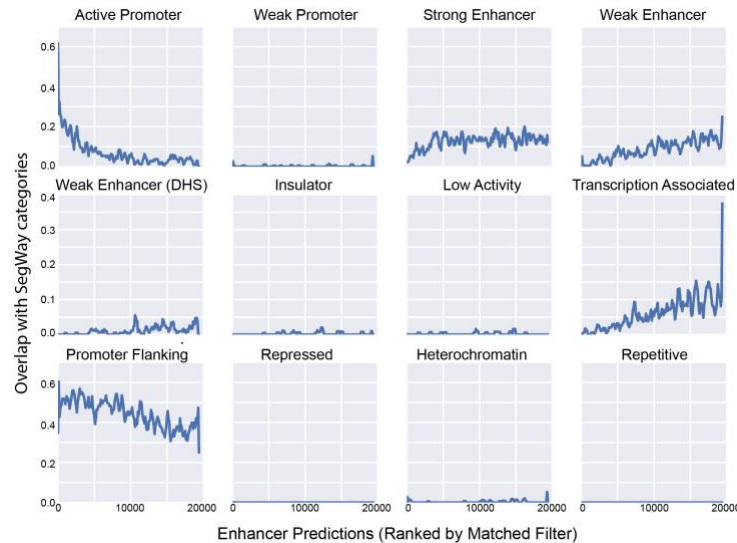 Active Promoter Weak Promoter Strong Enhancer Weak Enhancer
0.6
0.4
0.2
0.0
Weak Enhancer (DHS) Insulator Low Activity Transcription Associated
0.4
0.3
0.2
0.1
0.0
Promoter Flanking Repressed Heterochromatin Repetitive
0.6
0.4
0.2
0.0
0 10000 20000 0 10000 20000 0 10000 20000 0 10000 20000
Overlap with SegWay categories
Enhancer Predictions (Ranked by Matched Filter)